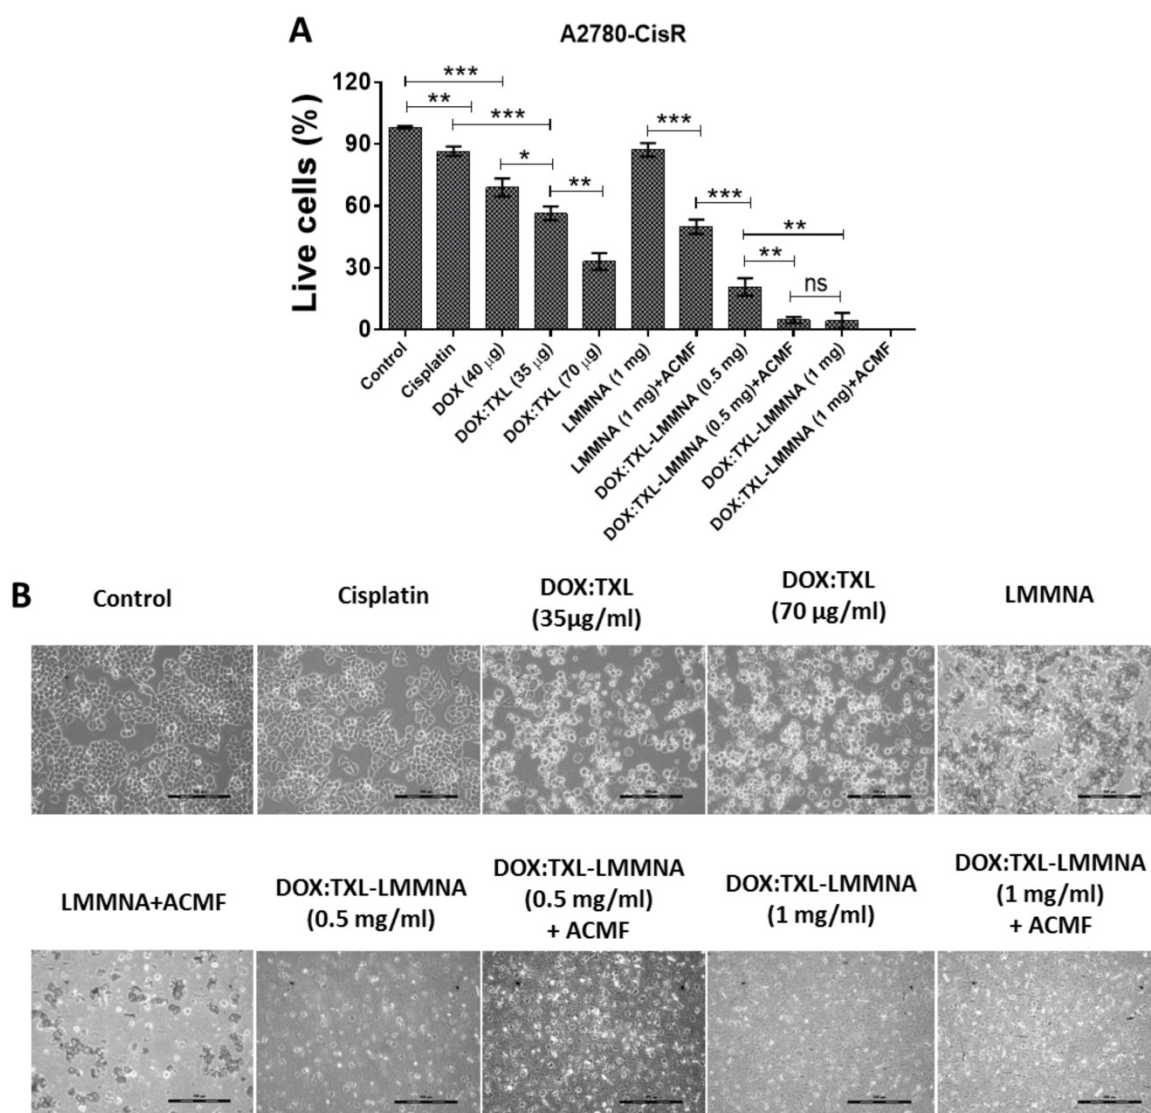 A
A2780-CisR
Live cells (%)
120
90
60
30
0
***
**
***
*
**
***
***
**
**
ns
Control
Cisplatin
DOX (40 µg)
DOX:TXL (35 µg)
DOX:TXL (70 µg)
LMMNA (1 mg)
LMMNA (1 mg)+ACMF
DOX:TXL-LMMNA (0.5 mg)
DOX:TXL-LMMNA (0.5 mg)+ACMF
DOX:TXL-LMMNA (1 mg)
DOX:TXL-LMMNA (1 mg)+ACMF
B
Control
Cisplatin
DOX:TXL
(35µg/ml)
DOX:TXL
(70 µg/ml)
LMMNA
LMMNA+ACMF
DOX:TXL-LMMNA
(0.5 mg/ml)
DOX:TXL-LMMNA
(0.5 mg/ml)
+ ACMF
DOX:TXL-LMMNA
(1 mg/ml)
DOX:TXL-LMMNA
(1 mg/ml)
+ ACMF